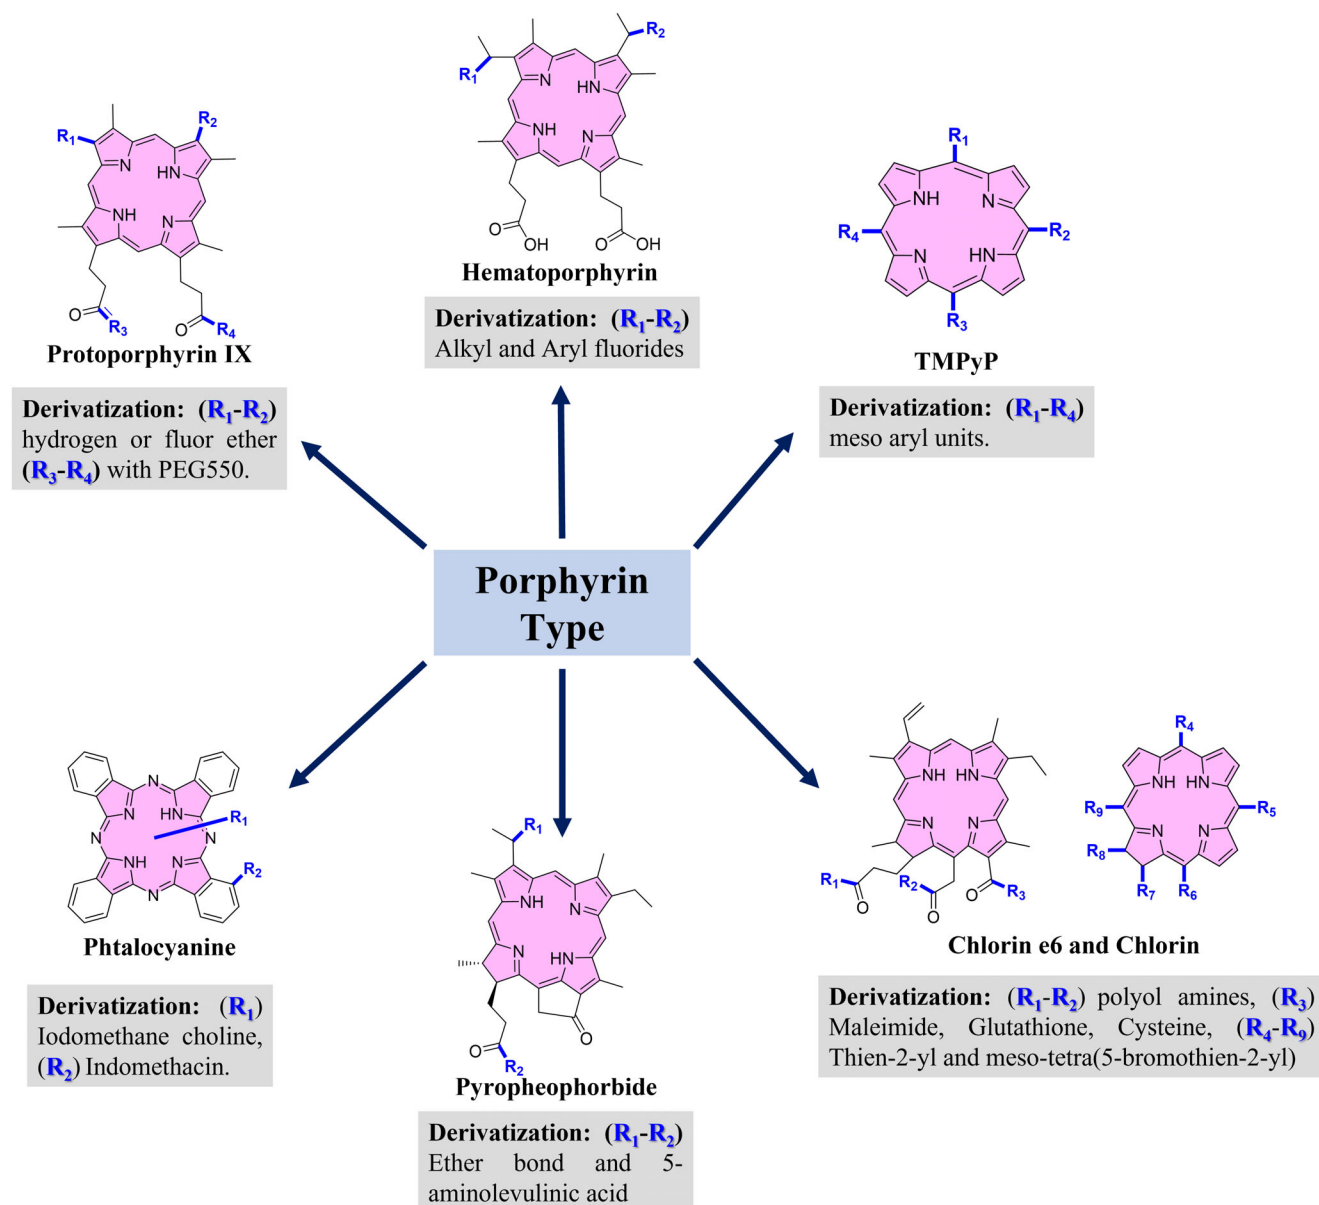 R1
R2
N
HN
NH
N
O
OH
O
OH
Hematoporphyrin
Derivatization: (R1-R2)
Alkyl and Aryl fluorides
R1
R2
N
HN
NH
N
O
R3
O
R4
Protoporphyrin IX
Derivatization: (R1-R2)
hydrogen or fluor ether
(R3-R4) with PEG550.
R1
NH
N
R4
R2
N
HN
R3
TMPyP
Derivatization: (R1-R4)
meso aryl units.
Porphyrin
Type
N
N
HN
R1
N
N
NH
N
R2
N
Phtalocyanine
Derivatization: (R1)
Iodomethane choline,
(R2) Indomethacin.
R1
NH
N
N
HN
O
O
R2
Pyropheophorbide
Derivatization: (R1-R2)
Ether bond and 5-
aminolevulinic acid
NH
HN
N
N
R1
O
R2
O
O
R3
R4
NH
HN
R9
R5
N
N
R8
R7
R6
Chlorin e6 and Chlorin
Derivatization: (R1-R2) polyol amines, (R3)
Maleimide, Glutathione, Cysteine, (R4-R9)
Thien-2-yl and meso-tetra(5-bromothien-2-yl)